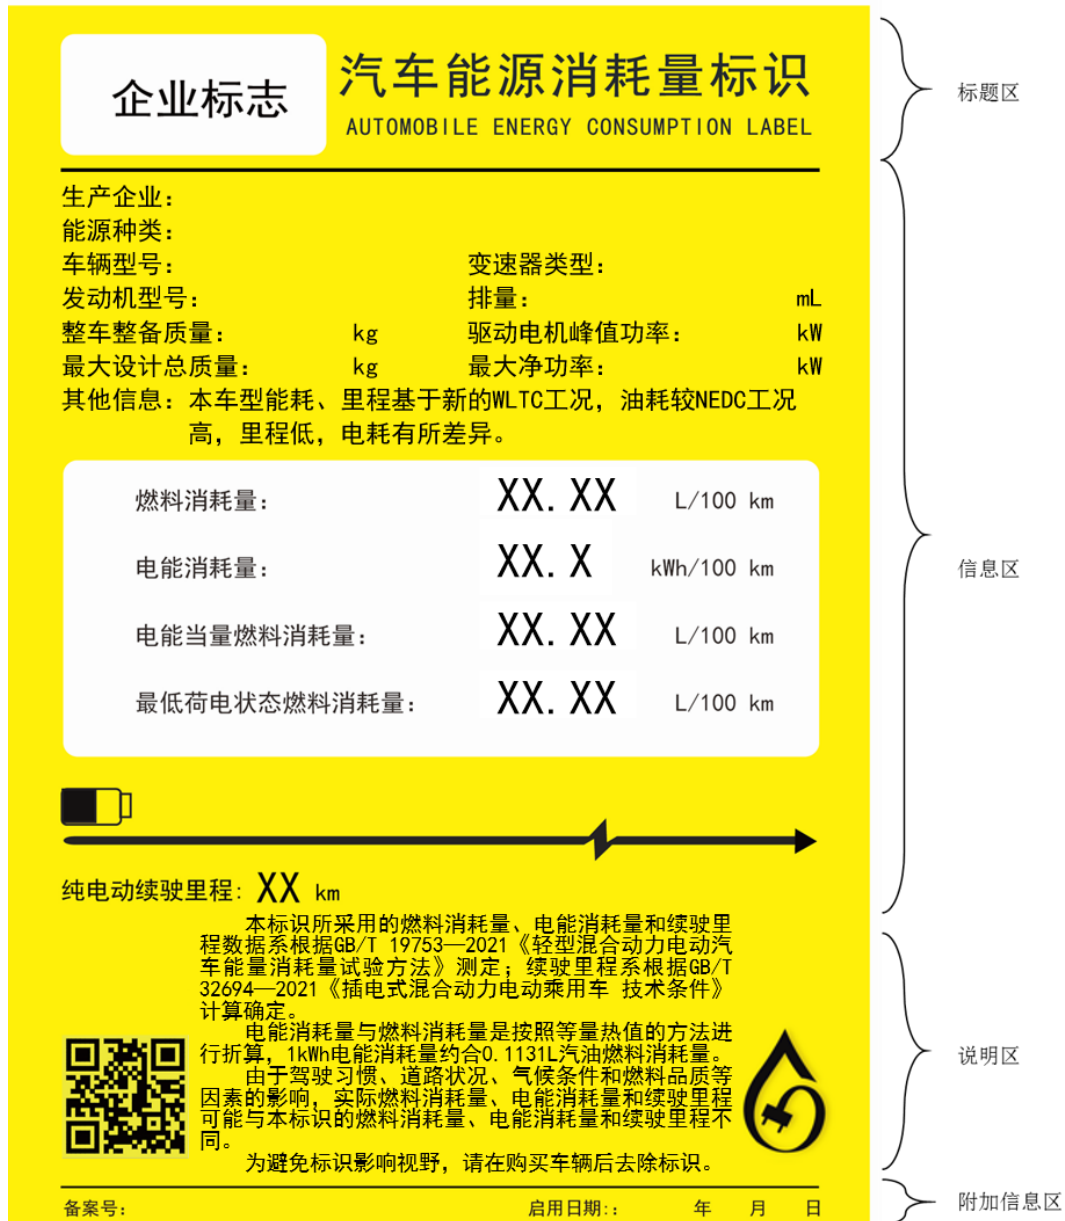 企业标志
汽车能源消耗量标识
AUTOMOBILE ENERGY CONSUMPTION LABEL
标题区
生产企业：
能源种类：
车辆型号： 变速器类型：
发动机型号： 排量： mL
整车整备质量： kg 驱动电机峰值功率： kW
最大设计总质量： kg 最大净功率： kW
其他信息：本车型能耗、里程基于新的WLTC工况，油耗较NEDC工况
高，里程低，电耗有所差异。
燃料消耗量： XX.XX L/100 km
电能消耗量： XX.X kWh/100 km
信息区
电能当量燃料消耗量： XX.XX L/100 km
最低荷电状态燃料消耗量： XX.XX L/100 km
纯电动续驶里程：XX km
本标识所采用的燃料消耗量、电能消耗量和续驶里
程数据系根据GB/T 19753—2021《轻型混合动力电动汽
车能量消耗量试验方法》测定；续驶里程系根据GB/T
32694—2021《插电式混合动力电动乘用车 技术条件》
计算确定。
电能消耗量与燃料消耗量是按照等量热值的方法进
行折算，1kWh电能消耗量约合0.1131L汽油燃料消耗量。
由于驾驶习惯、道路状况、气候条件和燃料品质等
因素的影响，实际燃料消耗量、电能消耗量和续驶里程
可能与本标识的燃料消耗量、电能消耗量和续驶里程不
同。
为避免标识影响视野，请在购买车辆后去除标识。
说明区
备案号： 启用日期:： 年 月 日
附加信息区